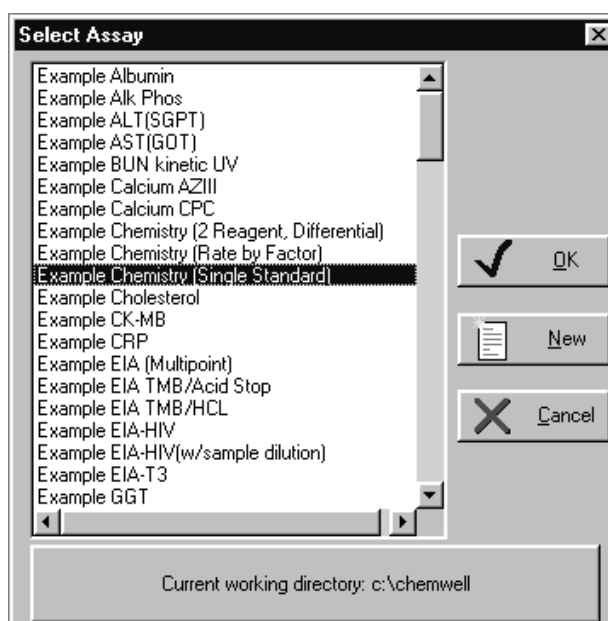 Select Assay
Example Albumin
Example Alk Phos
Example ALT(SGPT)
Example AST(GOT)
Example BUN kinetic UV
Example Calcium AZIII
Example Calcium CPC
Example Chemistry (2 Reagent, Differential)
Example Chemistry (Rate by Factor)
Example Chemistry (Single Standard)
Example Cholesterol
Example CK-MB
Example CRP
Example EIA (Multipoint)
Example EIA TMB/Acid Stop
Example EIA TMB/HCL
Example EIA-HIV
Example EIA-HIV(w/sample dilution)
Example EIA-T3
Example GGT
OK
New
Cancel
Current working directory: c:\chemwell